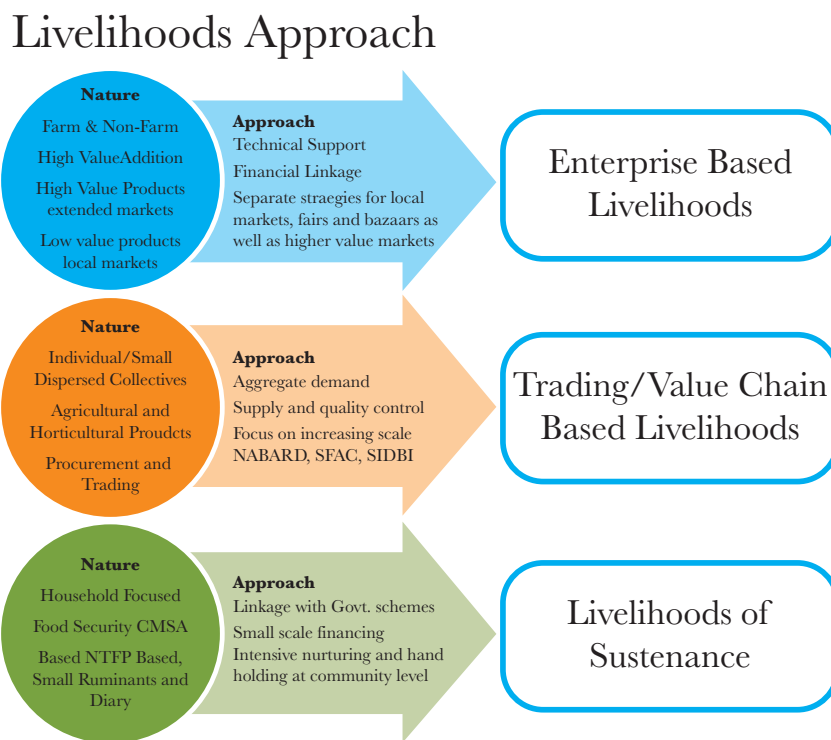 Livelihoods Approach
Nature
Farm & Non-Farm
High ValueAddition
High Value Products
extended markets
Low value products
local markets
Approach
Technical Support
Financial Linkage
Separate straegies for local
markets, fairs and bazaars as
well as higher value markets
Enterprise Based
Livelihoods
Nature
Individual/Small
Dispersed Collectives
Agricultural and
Horticultural Proudcts
Procurement and
Trading
Approach
Aggregate demand
Supply and quality control
Focus on increasing scale
NABARD, SFAC, SIDBI
Trading/Value Chain
Based Livelihoods
Nature
Household Focused
Food Security CMSA
Based NTFP Based,
Small Ruminants and
Diary
Approach
Linkage with Govt. schemes
Small scale financing
Intensive nurturing and hand
holding at community level
Livelihoods of
Sustenance